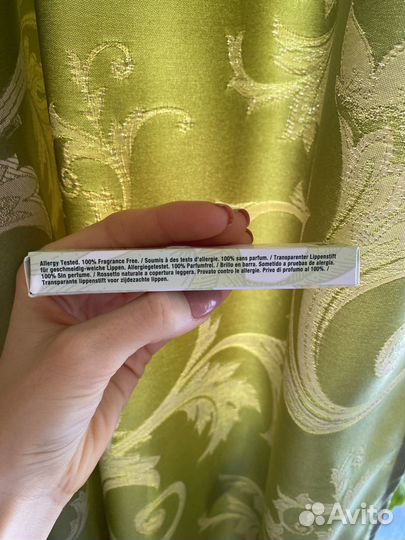 Allergy Tested. 100% Fragrance Free. / Soumis à des tests d'allergie. 100% sans parfum. / Transparenter Lippenstift
für geschmeidig-weiche Lippen. Allergiegetestet. 100% Parfumfrei. / Brillo en barra. Sometido a pruebas de alergia.
100% Sin perfume. / Rossetto naturale a copertura leggera. Provato contro le allergie. Privo di profumo al 100%. /
Transparante lippenstift voor zijdezachte lippen.
Avito